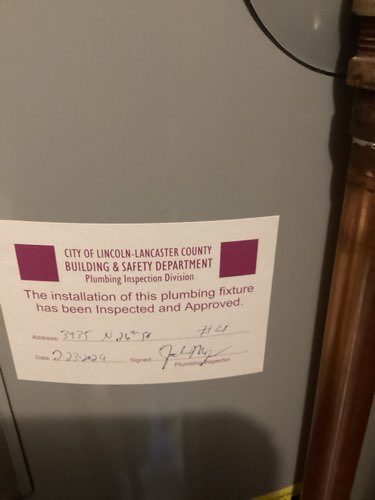 CITY OF LINCOLN-LANCASTER COUNTY
BUILDING & SAFETY DEPARTMENT
Plumbing Inspection Division
The installation of this plumbing fixture
has been Inspected and Approved.
Address 3935 N 26th St
Date 2-23-2024 Signed
Plumbing Inspector